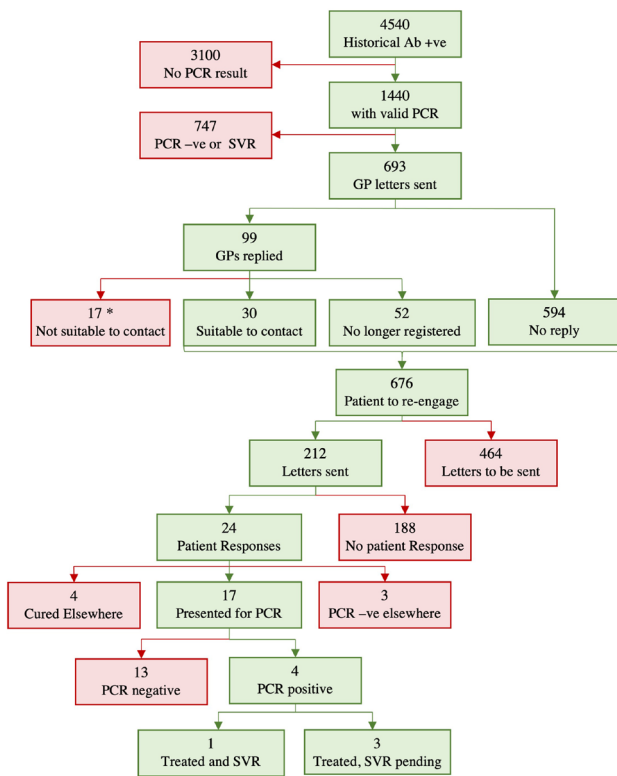 4540
Historical Ab +ve
3100
No PCR result
1440
with valid PCR
747
PCR –ve or SVR
693
GP letters sent
99
GPs replied
17 *
Not suitable to contact
30
Suitable to contact
52
No longer registered
594
No reply
676
Patient to re-engage
212
Letters sent
464
Letters to be sent
24
Patient Responses
188
No patient Response
4
Cured Elsewhere
17
Presented for PCR
3
PCR –ve elsewhere
13
PCR negative
4
PCR positive
1
Treated and SVR
3
Treated, SVR pending